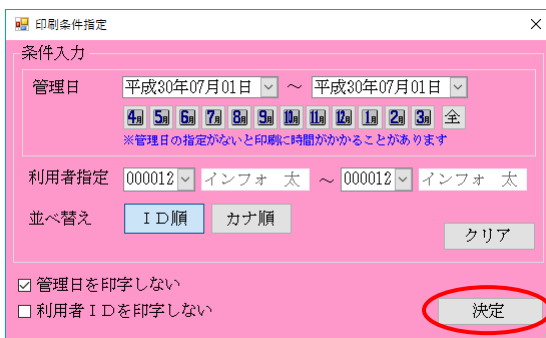 印刷条件指定
条件入力
管理日 平成30年07月01日 ～ 平成30年07月01日
4月 5月 6月 7月 8月 9月 10月 11月 12月 1月 2月 3月 全
※管理日の指定がないと印刷に時間がかかることがあります
利用者指定 000012 インフォ 太 ～ 000012 インフォ 太
並べ替え ＩＤ順 カナ順
クリア
管理日を印字しない
利用者ＩＤを印字しない 決定